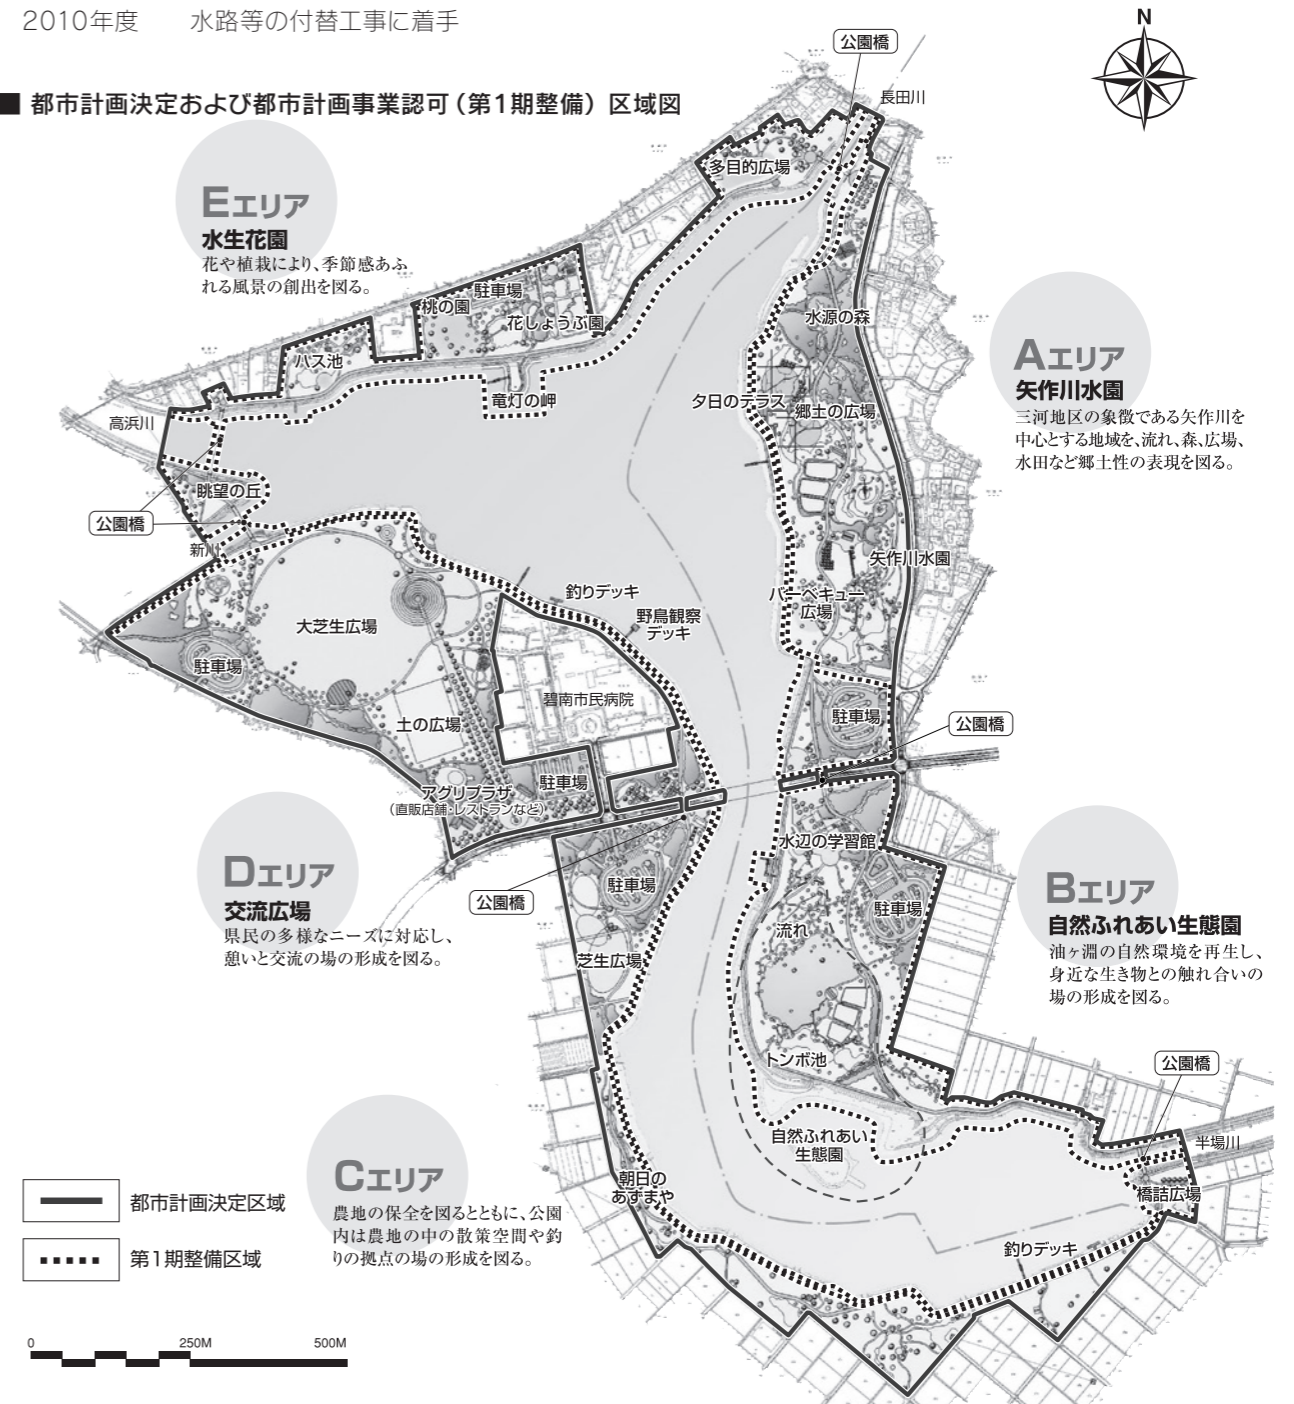 2010年度　　水路等の付替工事に着手
■ 都市計画決定および都市計画事業認可（第1期整備）区域図
N
公園橋
長田川
多目的広場
Eエリア
水生花園
花や植栽により、季節感あふ
れる風景の創出を図る。
駐車場
桃の園
花しょうぶ園
ハス池
竜灯の岬
高浜川
眺望の丘
公園橋
新川
水源の森
夕日のテラス
郷土の広場
Aエリア
矢作川水園
三河地区の象徴である矢作川を
中心とする地域を、流れ、森、広場、
水田など郷土性の表現を図る。
矢作川水園
バーベキュー
広場
釣りデッキ
野鳥観察
デッキ
大芝生広場
駐車場
碧南市民病院
土の広場
駐車場
公園橋
アグリプラザ
（直販店舗・レストランなど）
駐車場
Dエリア
交流広場
県民の多様なニーズに対応し、
憩いと交流の場の形成を図る。
公園橋
駐車場
芝生広場
水辺の学習館
駐車場
流れ
トンボ池
Bエリア
自然ふれあい生態園
油ヶ淵の自然環境を再生し、
身近な生き物との触れ合いの
場の形成を図る。
公園橋
半場川
自然ふれあい
生態園
橋詰広場
朝日の
あずまや
釣りデッキ
Cエリア
農地の保全を図るとともに、公園
内は農地の中の散策空間や釣
りの拠点の場の形成を図る。
都市計画決定区域
第1期整備区域
0 250M 500M